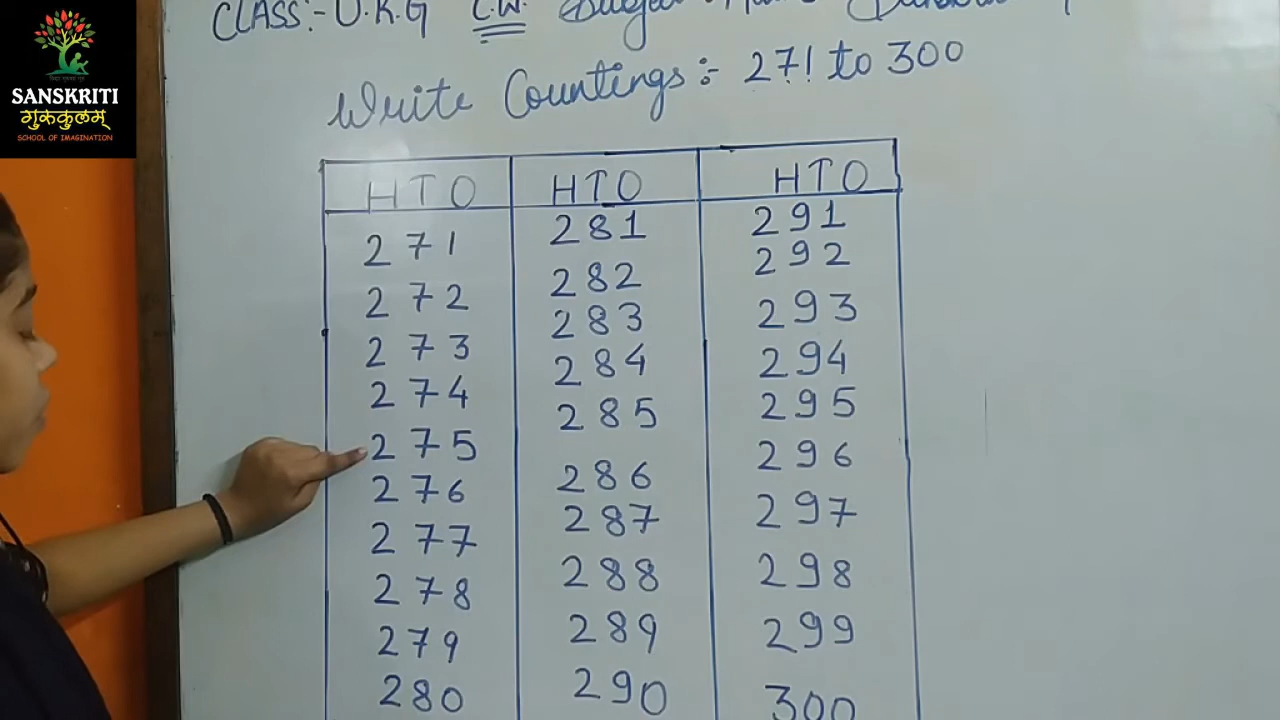 SANSKRITI
गुरुकुलम्
SCHOOL OF IMAGINATION
CLASS:- U.K.G C.W.
Write Countings:- 271 to 300
HTO HTO HTO
271 281 291
272 282 292
273 283 293
274 284 294
275 285 295
276 286 296
277 287 297
278 288 298
279 289 299
280 290 300